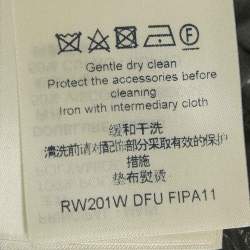 F
Gentle dry clean
Protect the accessories before
cleaning
Iron with intermediary cloth
缓和干洗
清洗前请对配饰部分采取有效的保护
措施
垫布熨烫
RW201W DFU FIPA11